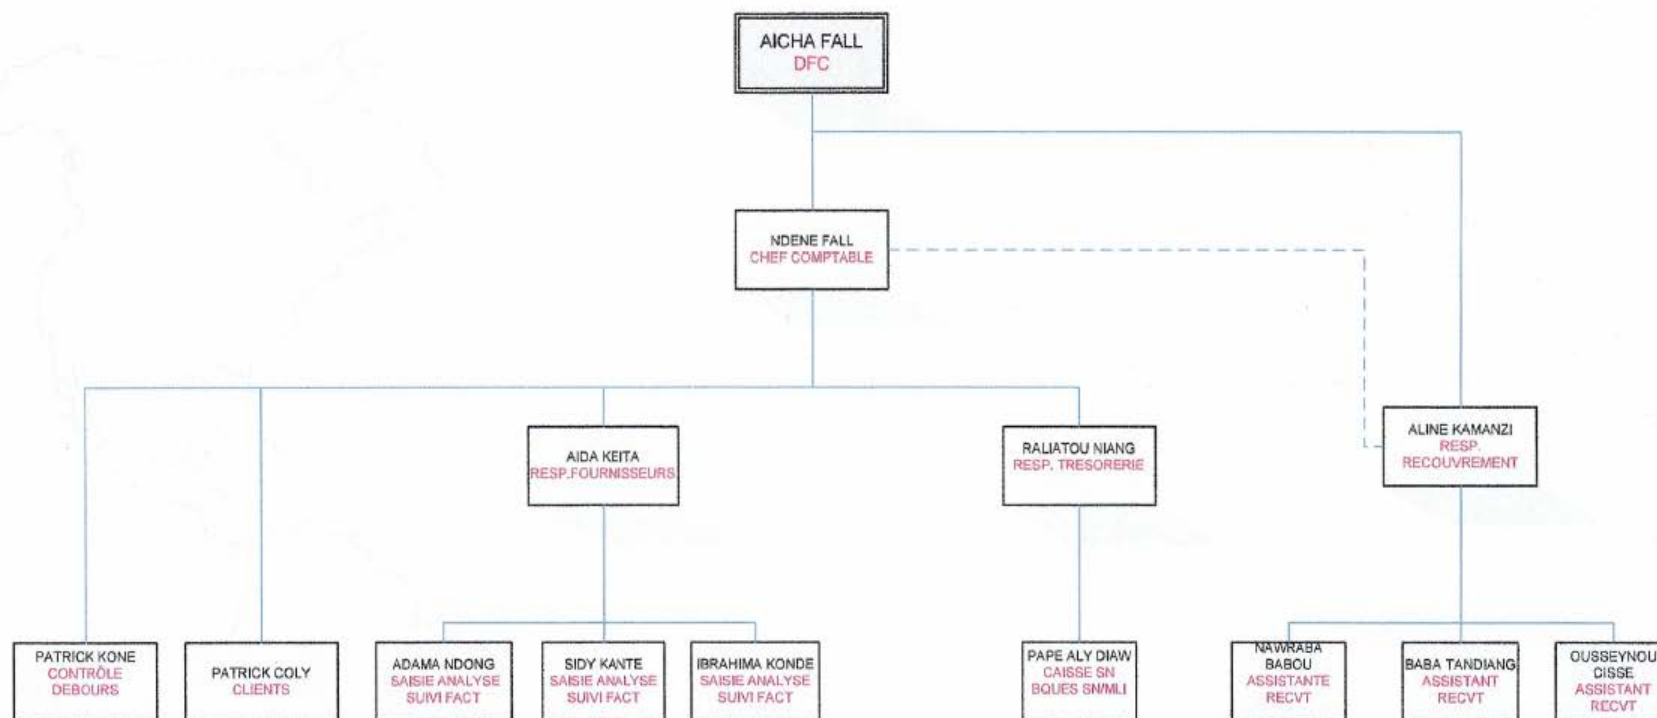 AICHA FALL
DFC
NDENE FALL
CHEF COMPTABLE
AIDA KEITA
RESP.FOURNISSEURS
RALIATOU NIANG
RESP. TRESORERIE
ALINE KAMANZI
RESP.
RECOUVREMENT
PATRICK KONE
CONTRÔLE
DEBOURS
PATRICK COLY
CLIENTS
ADAMA NDONG
SAISIE ANALYSE
SUIVI FACT
SIDY KANTE
SAISIE ANALYSE
SUIVI FACT
IBRAHIMA KONDE
SAISIE ANALYSE
SUIVI FACT
PAPE ALY DIAW
CAISSE SN
BQUES SN/MLI
NAWRABA
BABOU
ASSISTANTE
RECVT
BABA TANDIANG
ASSISTANT
RECVT
OUSSEYNOU
CISSE
ASSISTANT
RECVT